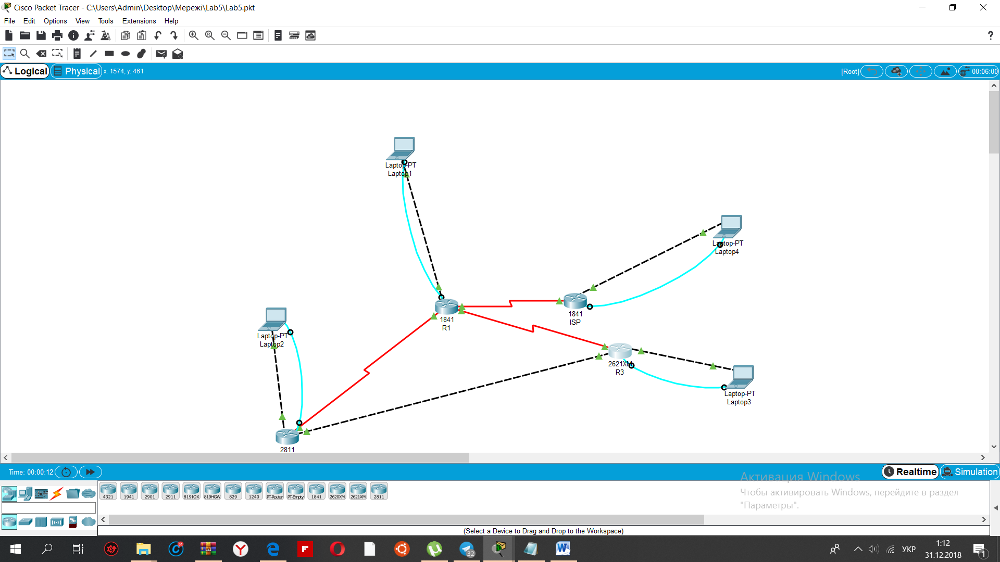 Cisco Packet Tracer - C:\Users\Admin\Desktop\Мережі\Lab5\Lab5.pkt
File Edit Options View Tools Extensions Help
Logical Physical x: 1574, y: 461 [Root] 00:06:00
Laptop-PT
Laptop1
Laptop-PT
Laptop4
1841
R1
1841
ISP
Laptop-PT
Laptop2
2621XM
R3
Laptop-PT
Laptop3
2811
Time: 00:00:12 Realtime Simulation
4321 1941 2901 2911 819IOX 819HGW 829 1240 PT-Router PT-Empty 1841 2620XM 2621XM 2811
Активация Windows
Чтобы активировать Windows, перейдите в раздел
"Параметры".
(Select a Device to Drag and Drop to the Workspace)
32
УКР
1:12
31.12.2018
1